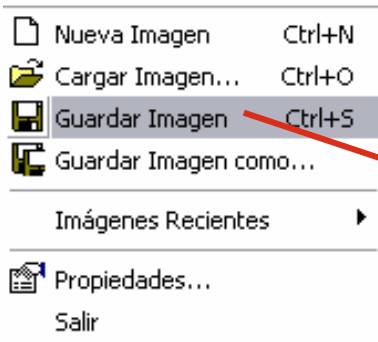 Nueva Imagen Ctrl+N
Cargar Imagen... Ctrl+O
Guardar Imagen Ctrl+S
Guardar Imagen como...
Imágenes Recientes
Propiedades...
Salir